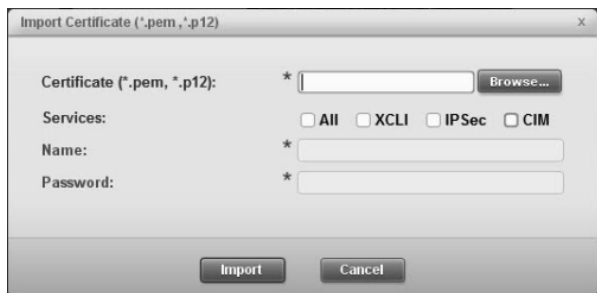 Import Certificate (*.pem ,*.p12) x
Certificate (*.pem, *.p12): * Browse...
Services: All XCLI IPSec CIM
Name: *
Password: *
Import Cancel